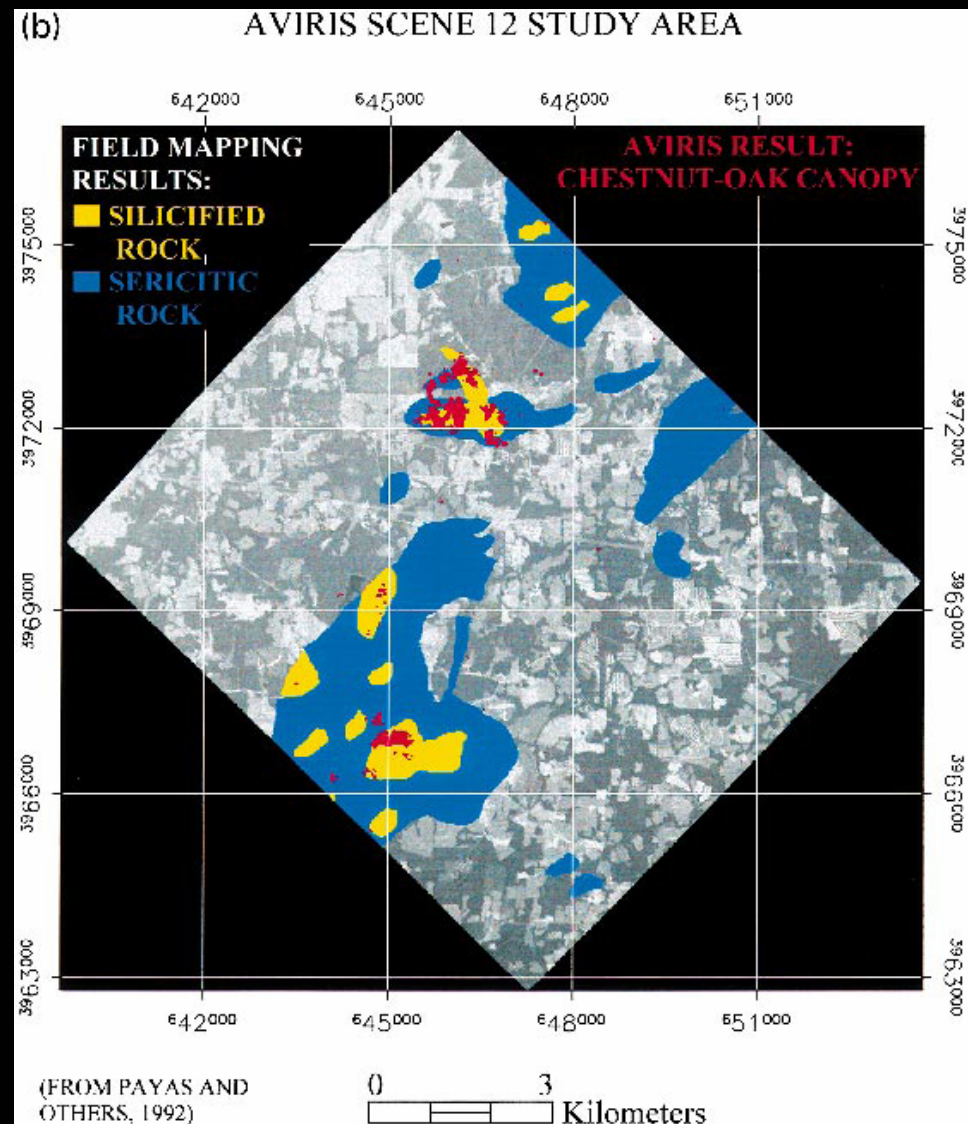 (b) AVIRIS SCENE 12 STUDY AREA
642000 645000 648000 651000
FIELD MAPPING
RESULTS:
SILICIFIED
ROCK
SERICITIC
ROCK
AVIRIS RESULT:
CHESTNUT-OAK CANOPY
3975000 3975000
3972000 3972000
3969000 3969000
3966000 3966000
3963000 3963000
642000 645000 648000 651000
(FROM PAYAS AND
OTHERS, 1992)
0 3
Kilometers